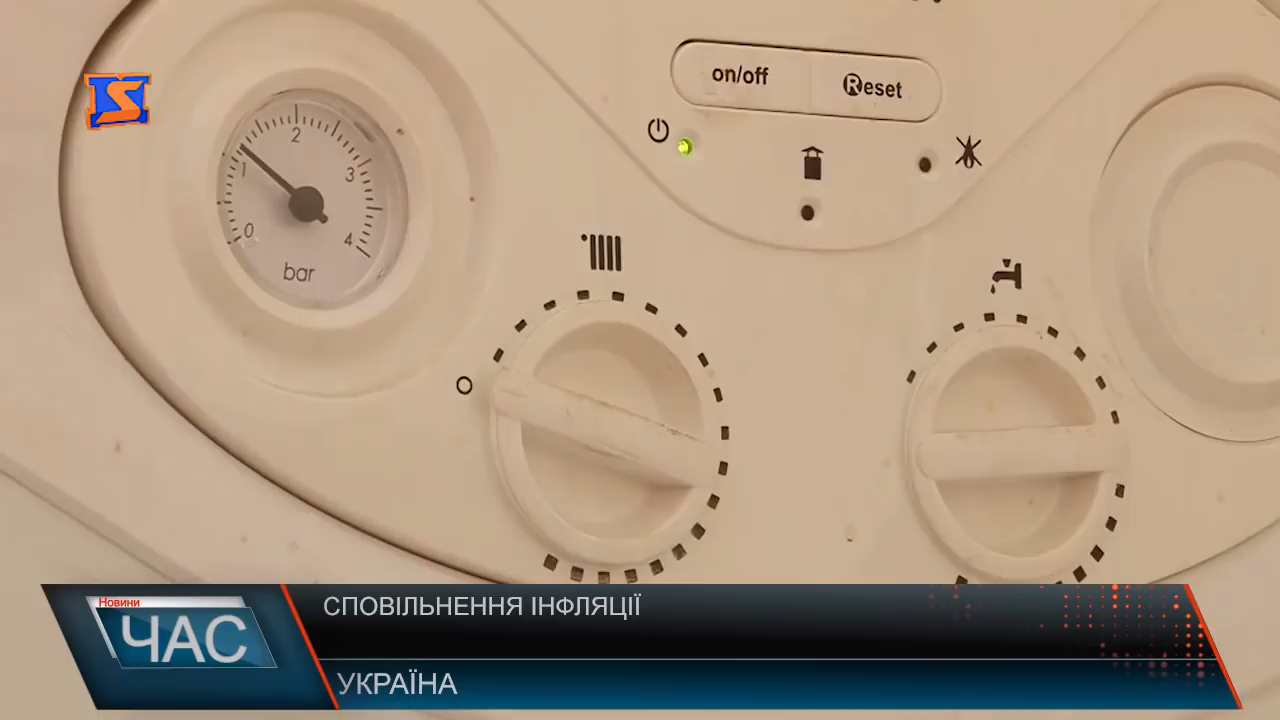 on/off
Reset
2
1
3
0
4
bar
Новини
ЧАС
СПОВІЛЬНЕННЯ ІНФЛЯЦІЇ
УКРАЇНА